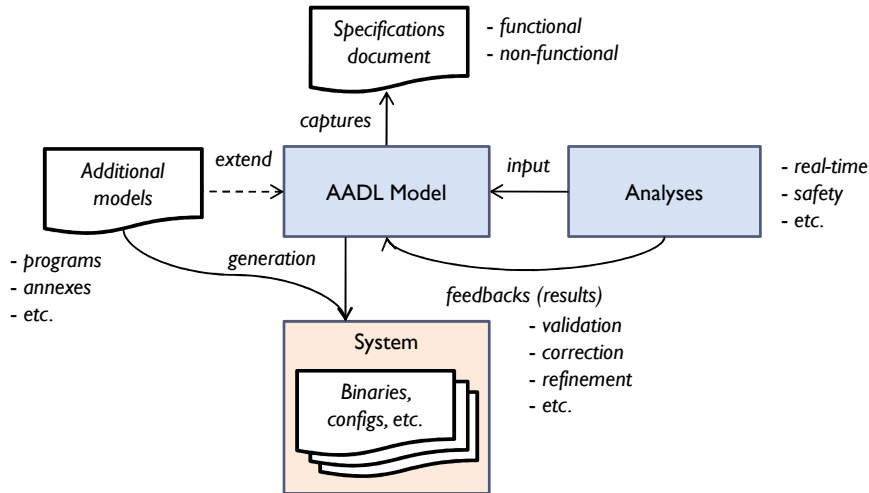 Specifications
document
- functional
- non-functional
captures
Additional
models
extend
AADL Model
input
Analyses
- real-time
- safety
- etc.
- programs
- annexes
- etc.
generation
feedbacks (results)
- validation
- correction
- refinement
- etc.
System
Binaries,
configs, etc.